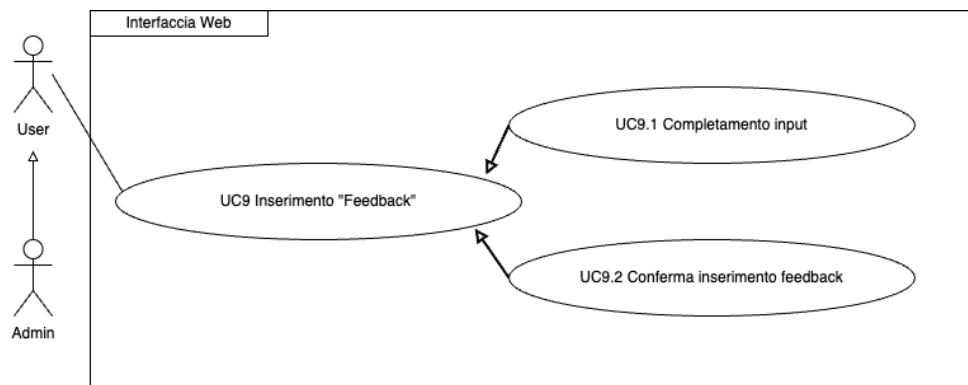 Interfaccia Web
User
UC9.1 Completamento input
UC9 Inserimento "Feedback"
UC9.2 Conferma inserimento feedback
Admin